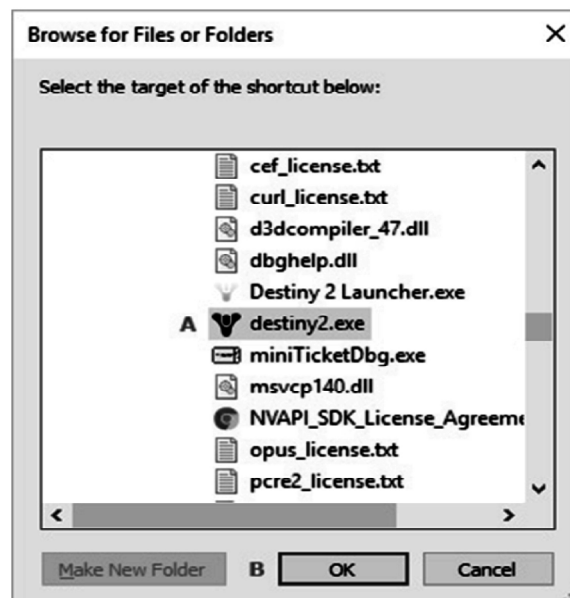 Browse for Files or Folders
Select the target of the shortcut below:
cef_license.txt
curl_license.txt
d3dcompiler_47.dll
dbghelp.dll
Destiny 2 Launcher.exe
A destiny2.exe
miniTicketDbg.exe
msvcp140.dll
NVAPI_SDK_License_Agreeme
opus_license.txt
pcre2_license.txt
Make New Folder B OK Cancel